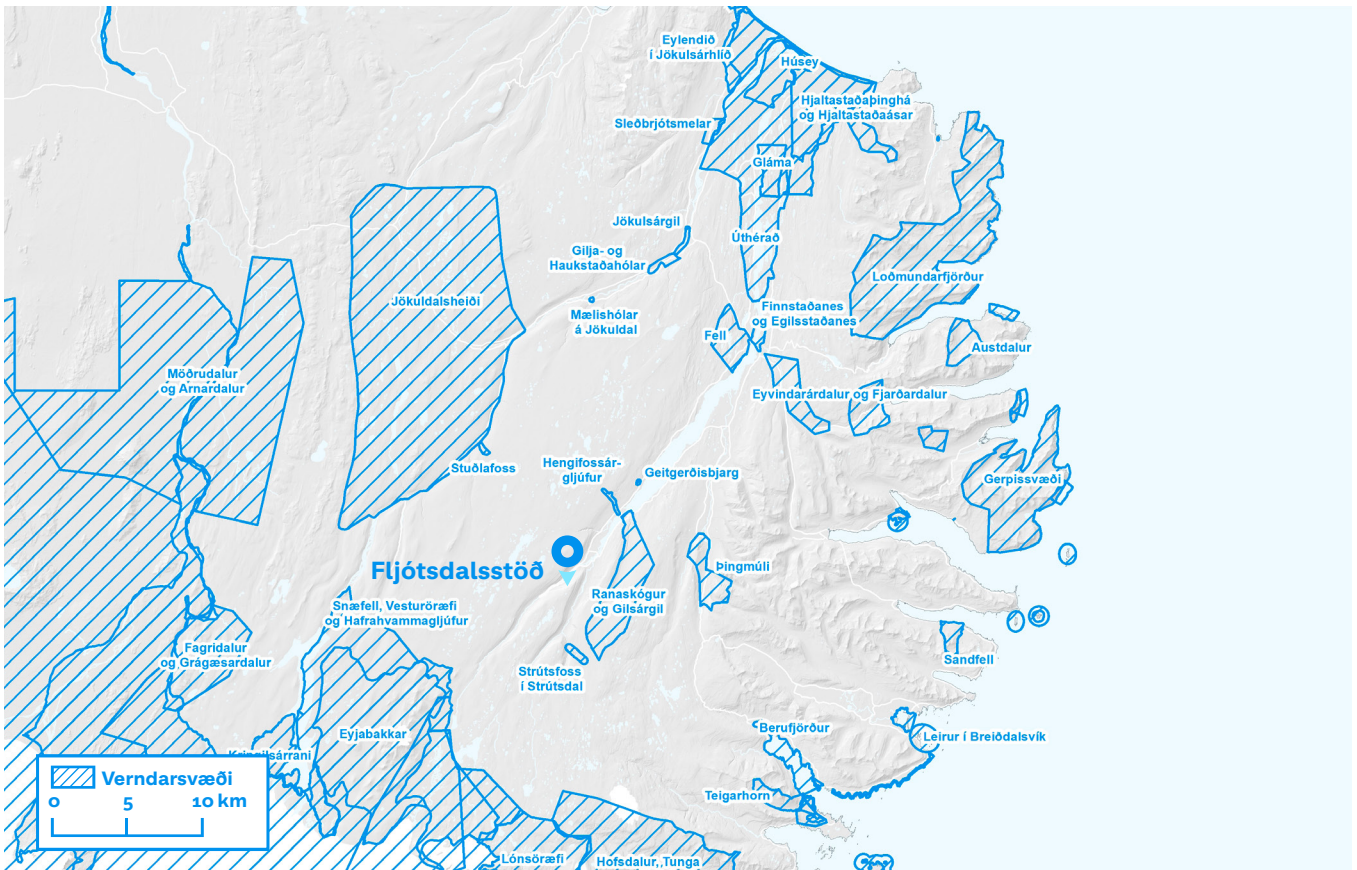 Eylendið
í Jökulsárhlíð
Húsey
Hjaltastaðaþinghá
og Hjaltastaðaásar
Sleðbrjótsmelar
Gláma
Jökulsárgil
Úthérað
Gilja- og
Haukstaðahólar
Loðmundarfjörður
Jökuldalsheiði
Mælishólar
á Jökuldal
Finnstaðanes
og Egilsstaðanes
Fell
Austdalur
Möðrudalur
og Arnardalur
Eyvindarárdalur og Fjarðardalur
Stuðlafoss
Hengifossár-
gljúfur
Geitgerðisbjarg
Gerpissvæði
Fljótsdalsstöð
Þingmúli
Ranaskógur
og Gilsárgil
Snæfell, Vesturöræfi
og Hafrahvammagljúfur
Fagridalur
og Grágæsardalur
Sandfell
Strútsfoss
í Strútsdal
Eyjabakkar
Berufjörður
Leirur í Breiðdalsvík
Kringilsárrani
Teigarhorn
Verndarsvæði
0 5 10 km
Lónsöræfi
Hofsdalur, Tunga